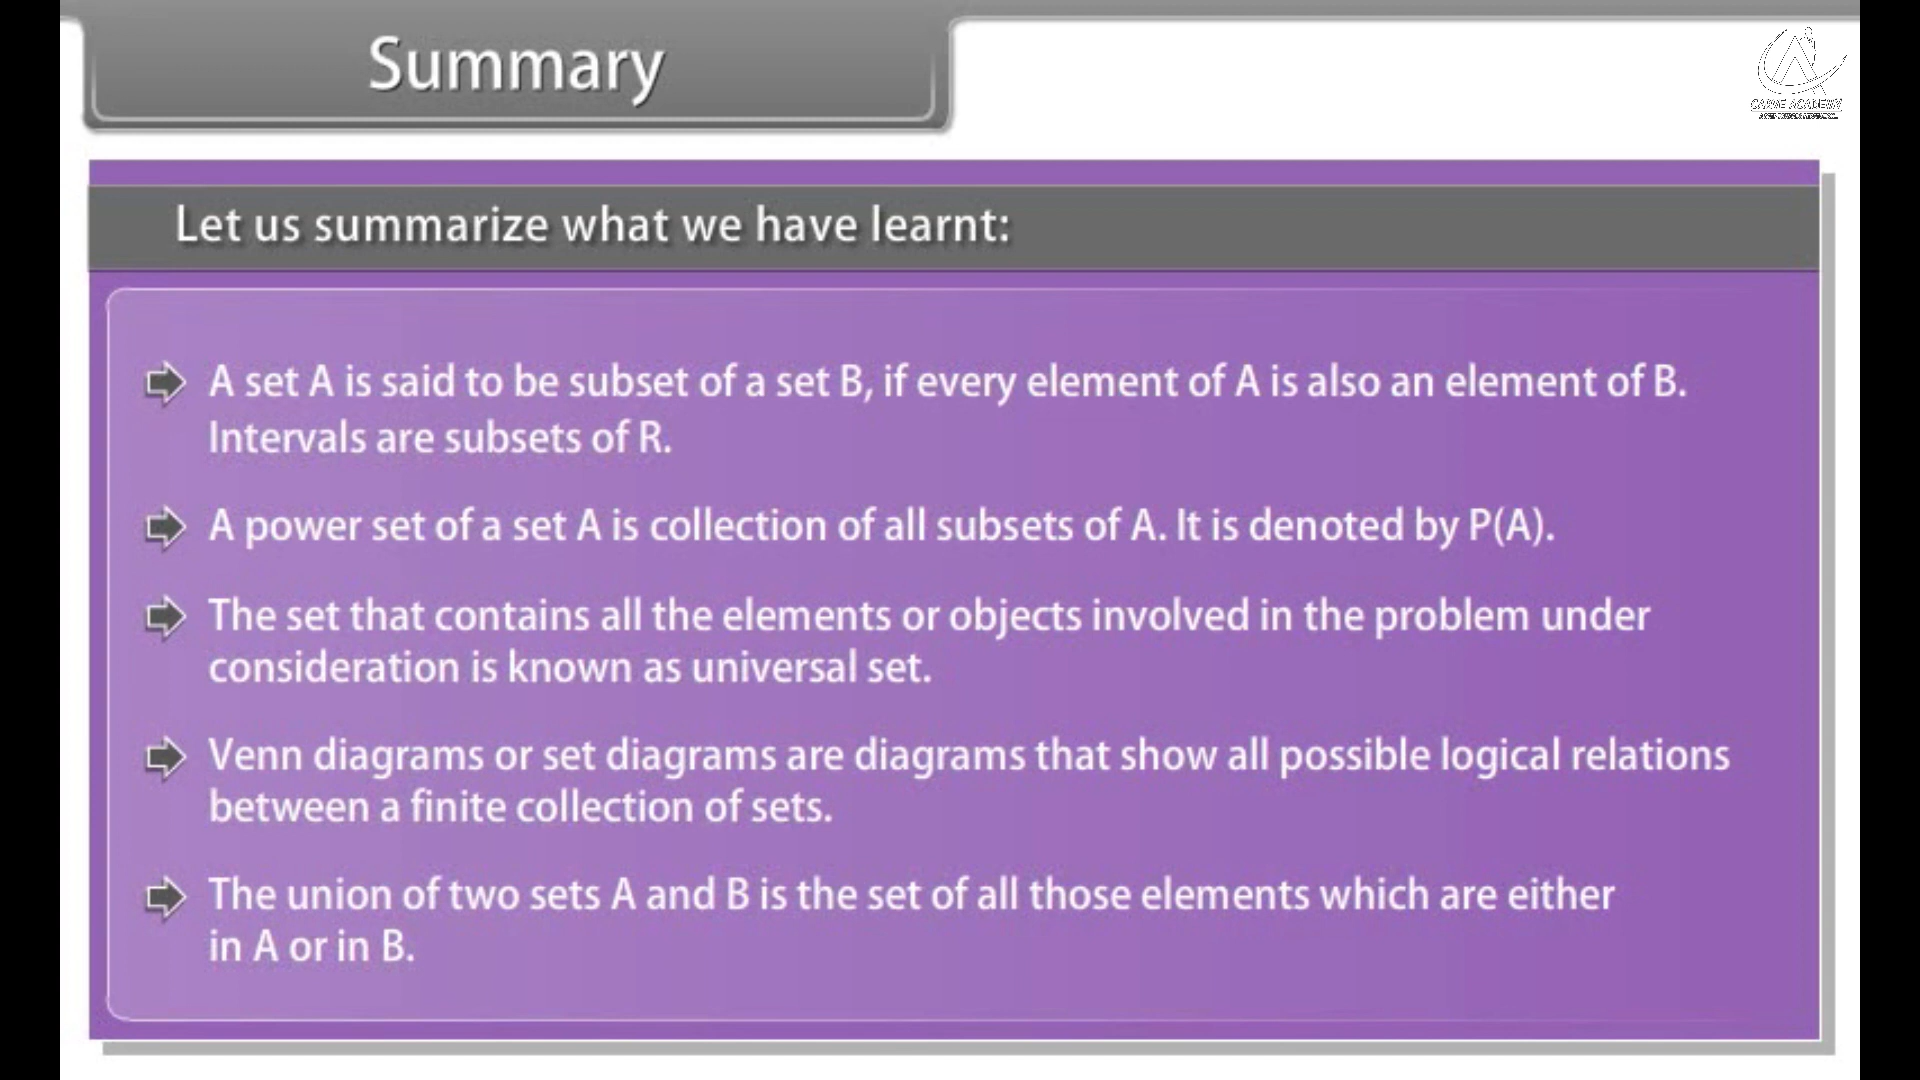 Summary
CARVE ACADEMY
Let us summarize what we have learnt:
A set A is said to be subset of a set B, if every element of A is also an element of B.
Intervals are subsets of R.
A power set of a set A is collection of all subsets of A. It is denoted by P(A).
The set that contains all the elements or objects involved in the problem under
consideration is known as universal set.
Venn diagrams or set diagrams are diagrams that show all possible logical relations
between a finite collection of sets.
The union of two sets A and B is the set of all those elements which are either
in A or in B.